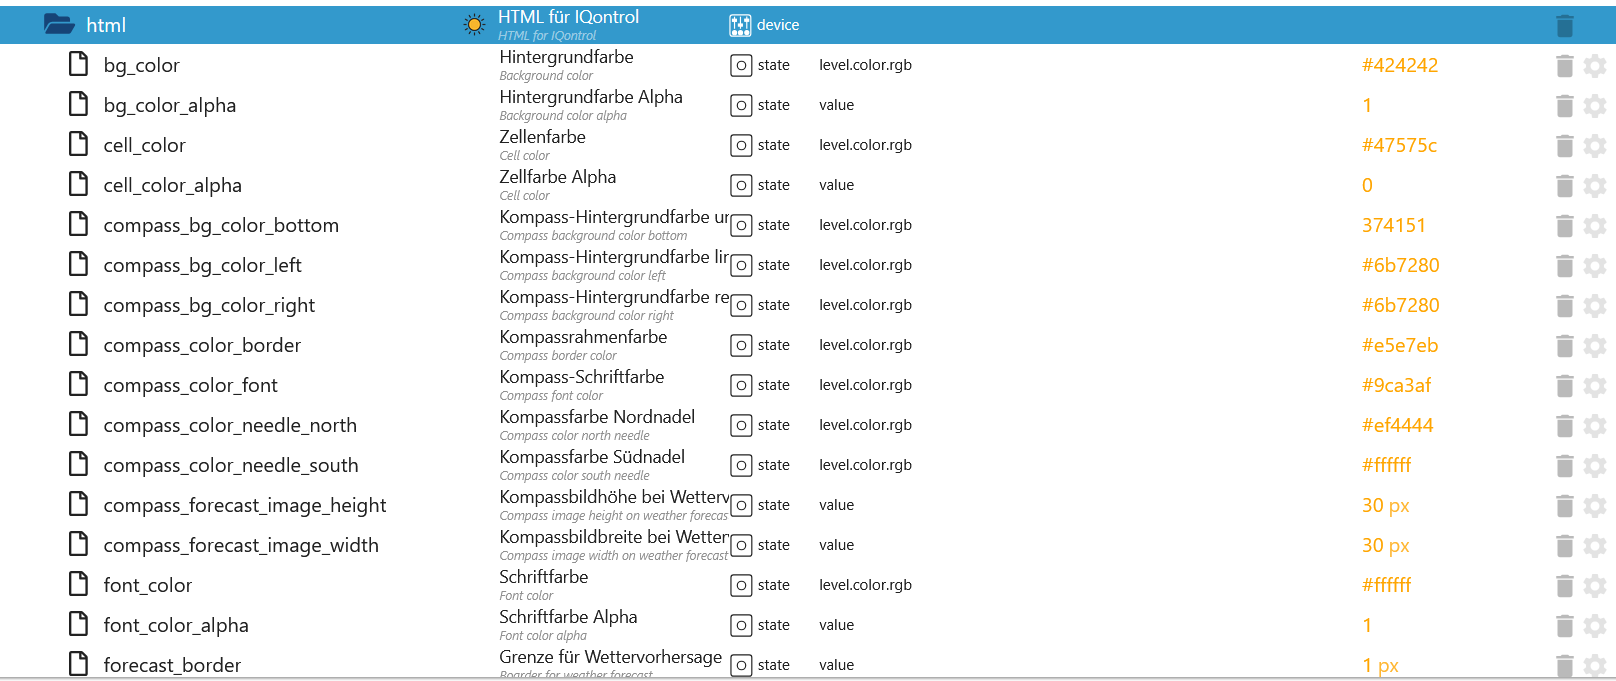 html HTML für IQontrol device
HTML for IQontrol
bg_color Hintergrundfarbe state level.color.rgb #424242
Background color
bg_color_alpha Hintergrundfarbe Alpha state value 1
Background color alpha
cell_color Zellenfarbe state level.color.rgb #47575c
Cell color
cell_color_alpha Zellfarbe Alpha state value 0
Cell color
compass_bg_color_bottom Kompass-Hintergrundfarbe ur state level.color.rgb 374151
Compass background color bottom
compass_bg_color_left Kompass-Hintergrundfarbe lir state level.color.rgb #6b7280
Compass background color left
compass_bg_color_right Kompass-Hintergrundfarbe re state level.color.rgb #6b7280
Compass background color right
compass_color_border Kompassrahmenfarbe state level.color.rgb #e5e7eb
Compass border color
compass_color_font Kompass-Schriftfarbe state level.color.rgb #9ca3af
Compass font color
compass_color_needle_north Kompassfarbe Nordnadel state level.color.rgb #ef4444
Compass color north needle
compass_color_needle_south Kompassfarbe Südnadel state level.color.rgb #ffffff
Compass color south needle
compass_forecast_image_height Kompassbildhöhe bei Wetterv state value 30 px
Compass image height on weather forecas
compass_forecast_image_width Kompassbildbreite bei Wetter state value 30 px
Compass image width on weather forecast
font_color Schriftfarbe state level.color.rgb #ffffff
Font color
font_color_alpha Schriftfarbe Alpha state value 1
Font color alpha
forecast_border Grenze für Wettervorhersage state value 1 px
Boarder for weather forecast